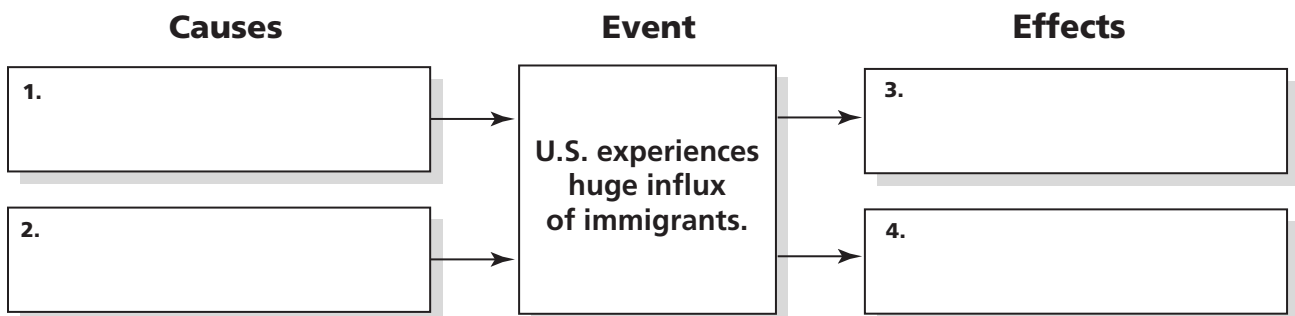 Causes
Event
Effects
1.
2.
U.S. experiences
huge influx
of immigrants.
3.
4.